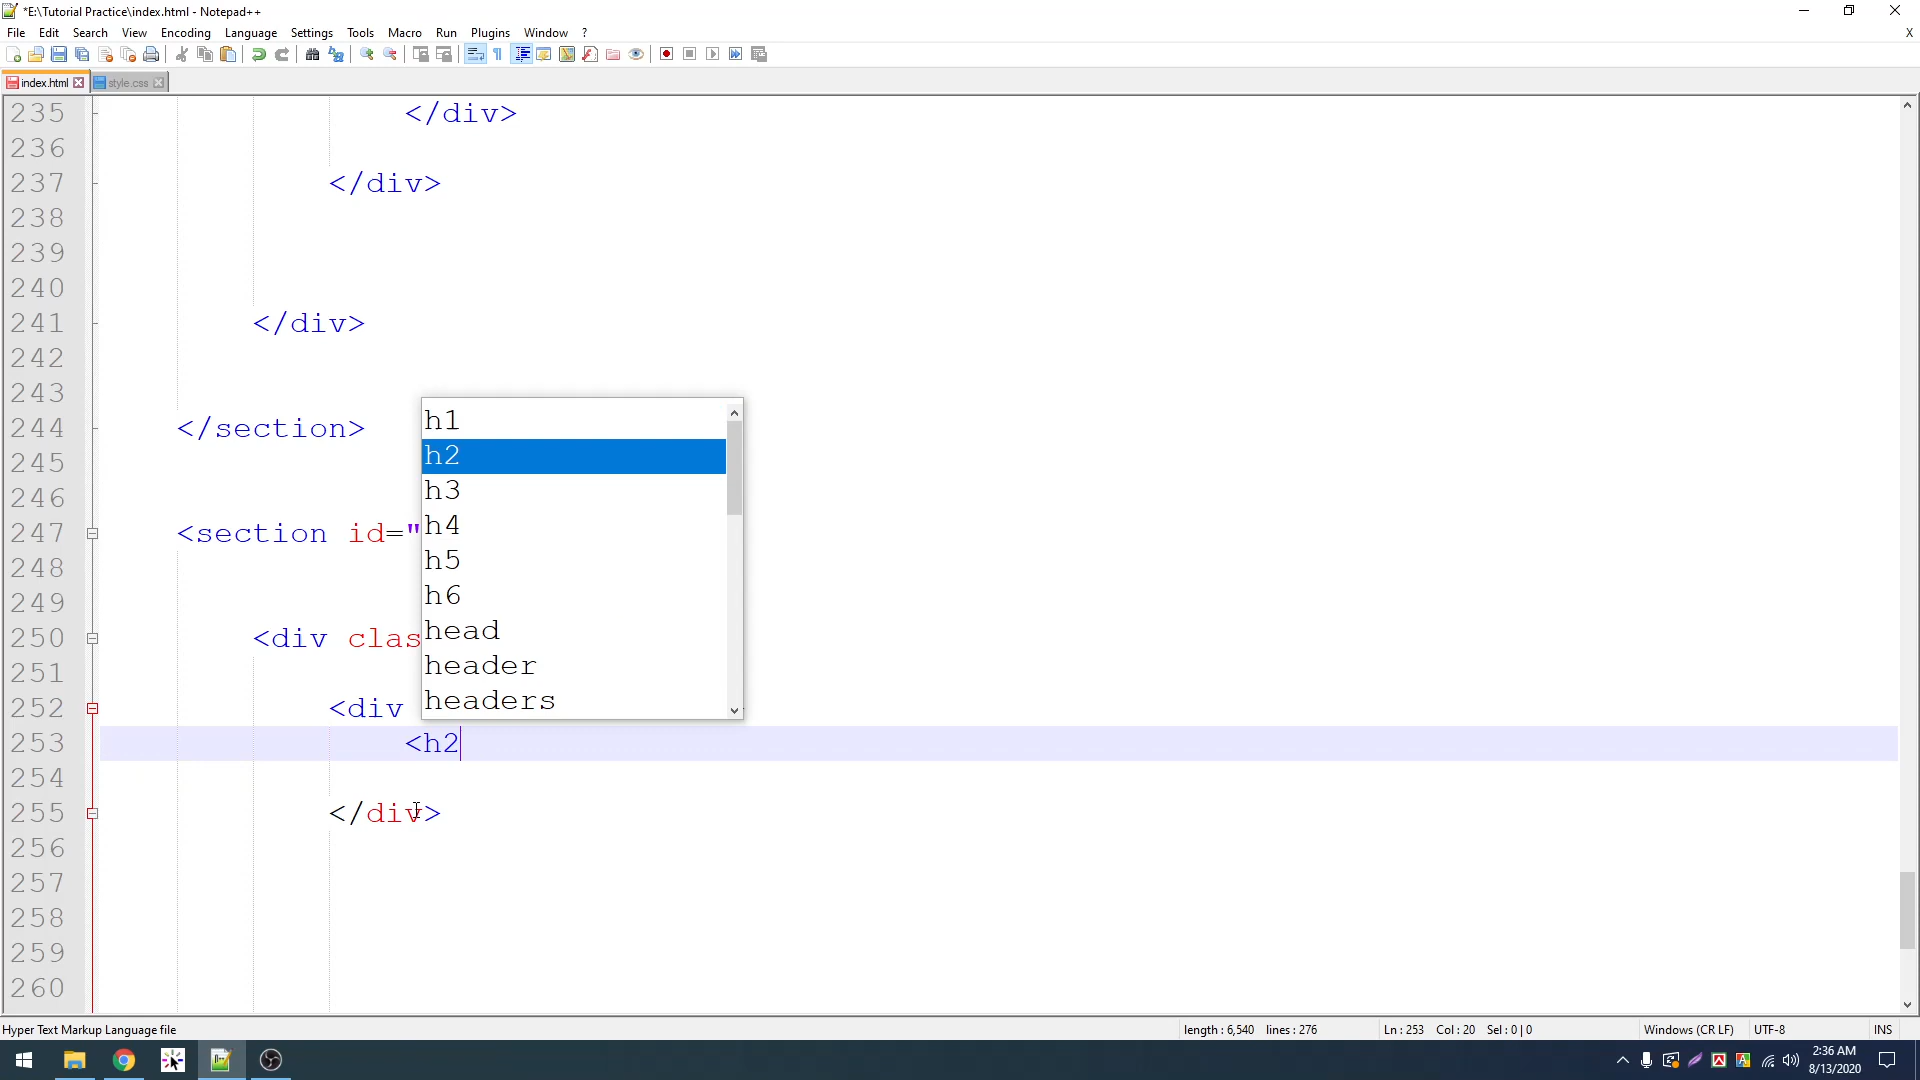 *E:\Tutorial Practice\index.html - Notepad++
File Edit Search View Encoding Language Settings Tools Macro Run Plugins Window ? X
index.html style.css
235 </div>
236
237 </div>
238
239
240
241 </div>
242
243
244 </section>
245
246
247 <section id="
248
249
250 <div clas
251
252 <div
253 <h2
254
255 </div>
256
257
258
259
260
h1
h2
h3
h4
h5
h6
head
header
headers
Hyper Text Markup Language file length : 6,540 lines : 276 Ln : 253 Col : 20 Sel : 0 | 0 Windows (CR LF) UTF-8 INS
2:36 AM
8/13/2020